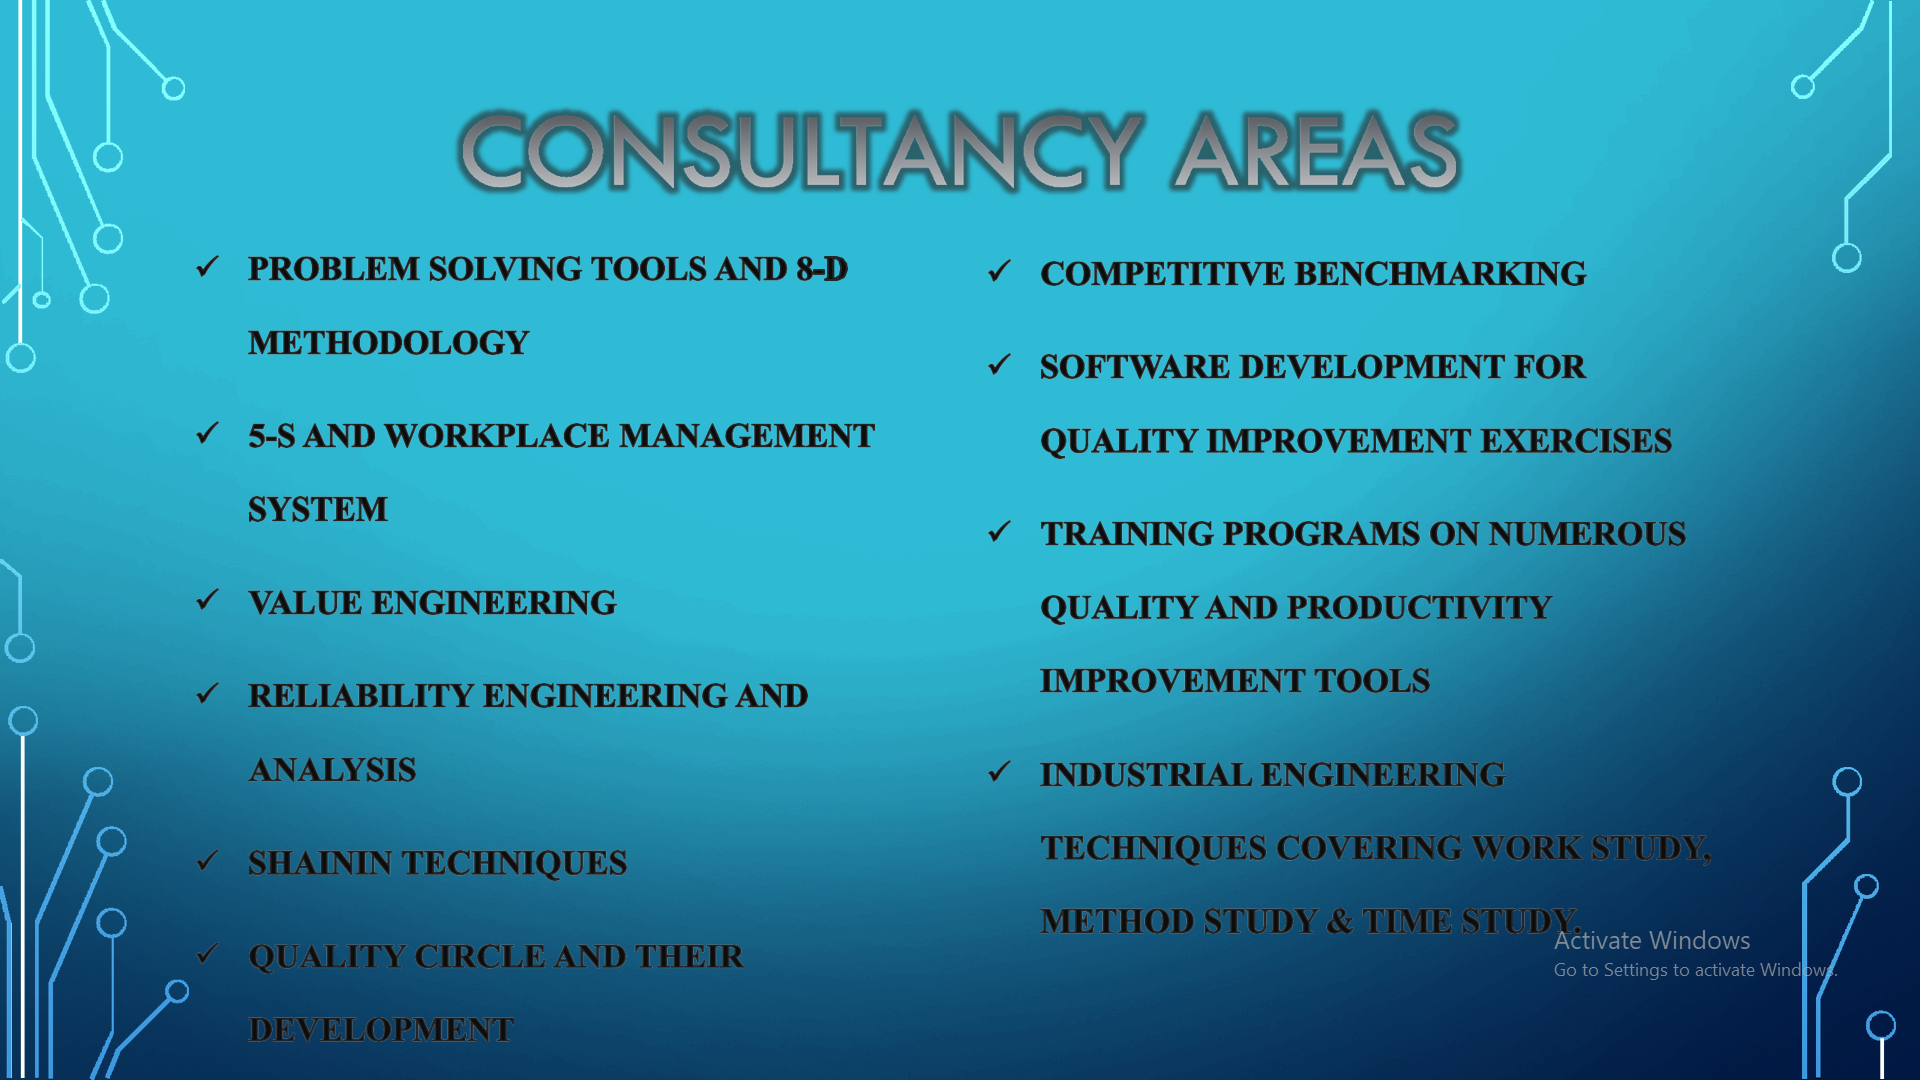 CONSULTANCY AREAS
✓ PROBLEM SOLVING TOOLS AND 8-D
METHODOLOGY
✓ 5-S AND WORKPLACE MANAGEMENT
SYSTEM
✓ VALUE ENGINEERING
✓ RELIABILITY ENGINEERING AND
ANALYSIS
✓ SHAININ TECHNIQUES
✓ QUALITY CIRCLE AND THEIR
DEVELOPMENT
✓ COMPETITIVE BENCHMARKING
✓ SOFTWARE DEVELOPMENT FOR
QUALITY IMPROVEMENT EXERCISES
✓ TRAINING PROGRAMS ON NUMEROUS
QUALITY AND PRODUCTIVITY
IMPROVEMENT TOOLS
✓ INDUSTRIAL ENGINEERING
TECHNIQUES COVERING WORK STUDY,
METHOD STUDY & TIME STUDY.
Activate Windows
Go to Settings to activate Windows.